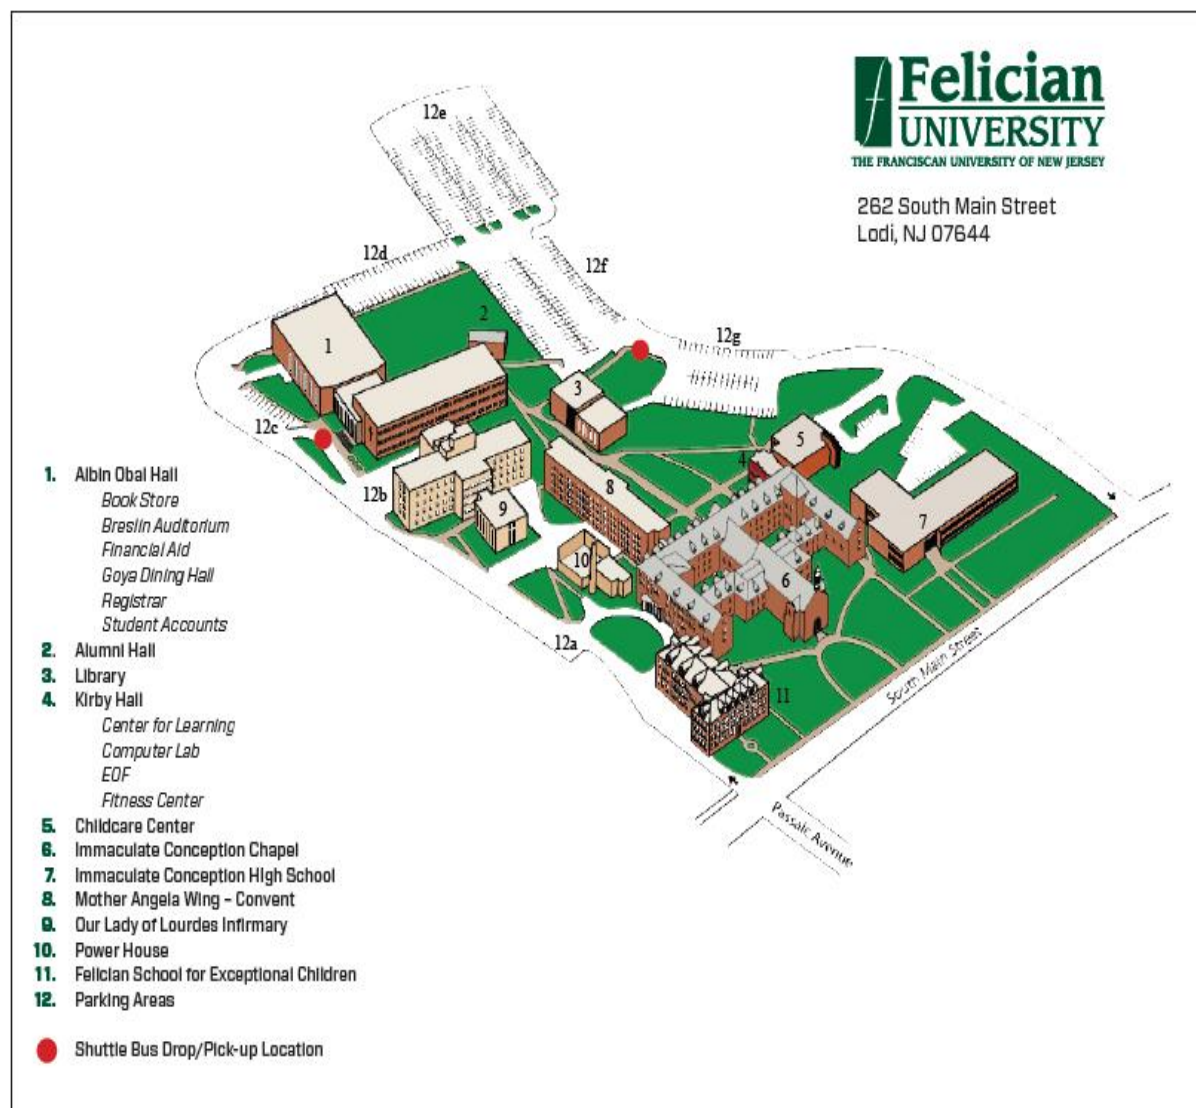 Felician
UNIVERSITY
THE FRANCISCAN UNIVERSITY OF NEW JERSEY
262 South Main Street
Lodi, NJ 07644
12e
12d
12f
12g
2
1
3
12c
5
4
12b
8
9
7
10
6
12a
11
South Main Street
Passaic Avenue
1. Albin Obal Hall
Book Store
Breslin Auditorium
Financial Aid
Goya Dining Hall
Registrar
Student Accounts
2. Alumni Hall
3. Library
4. Kirby Hall
Center for Learning
Computer Lab
EOF
Fitness Center
5. Childcare Center
6. Immaculate Conception Chapel
7. Immaculate Conception High School
8. Mother Angela Wing – Convent
9. Our Lady of Lourdes Infirmary
10. Power House
11. Felician School for Exceptional Children
12. Parking Areas
Shuttle Bus Drop/Pick-up Location